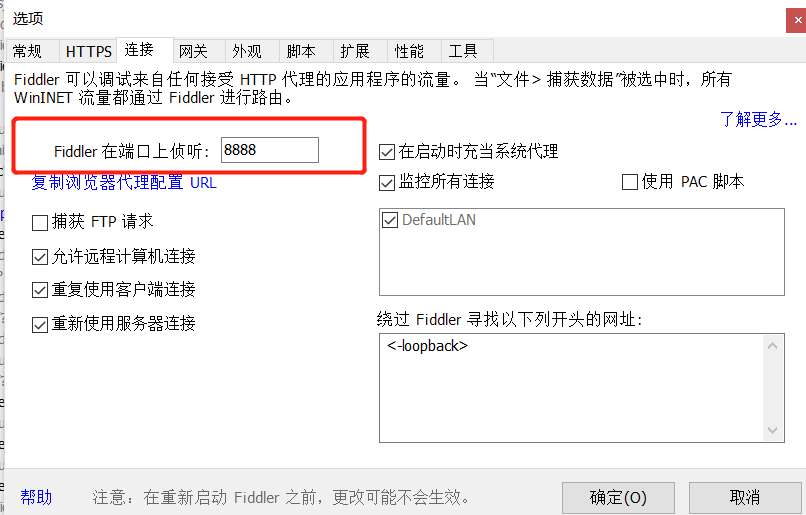 选项
常规 HTTPS 连接 网关 外观 脚本 扩展 性能 工具
Fiddler 可以调试来自任何接受 HTTP 代理的应用程序的流量。 当“文件> 捕获数据”被选中时，所有
WinINET 流量都通过 Fiddler 进行路由。
了解更多...
Fiddler 在端口上侦听： 8888
在启动时充当系统代理
复制浏览器代理配置 URL
监控所有连接
使用 PAC 脚本
捕获 FTP 请求
DefaultLAN
允许远程计算机连接
重复使用客户端连接
重新使用服务器连接
绕过 Fiddler 寻找以下列开头的网址：
<-loopback>
帮助
注意：在重新启动 Fiddler 之前，更改可能不会生效。
确定(O)
取消